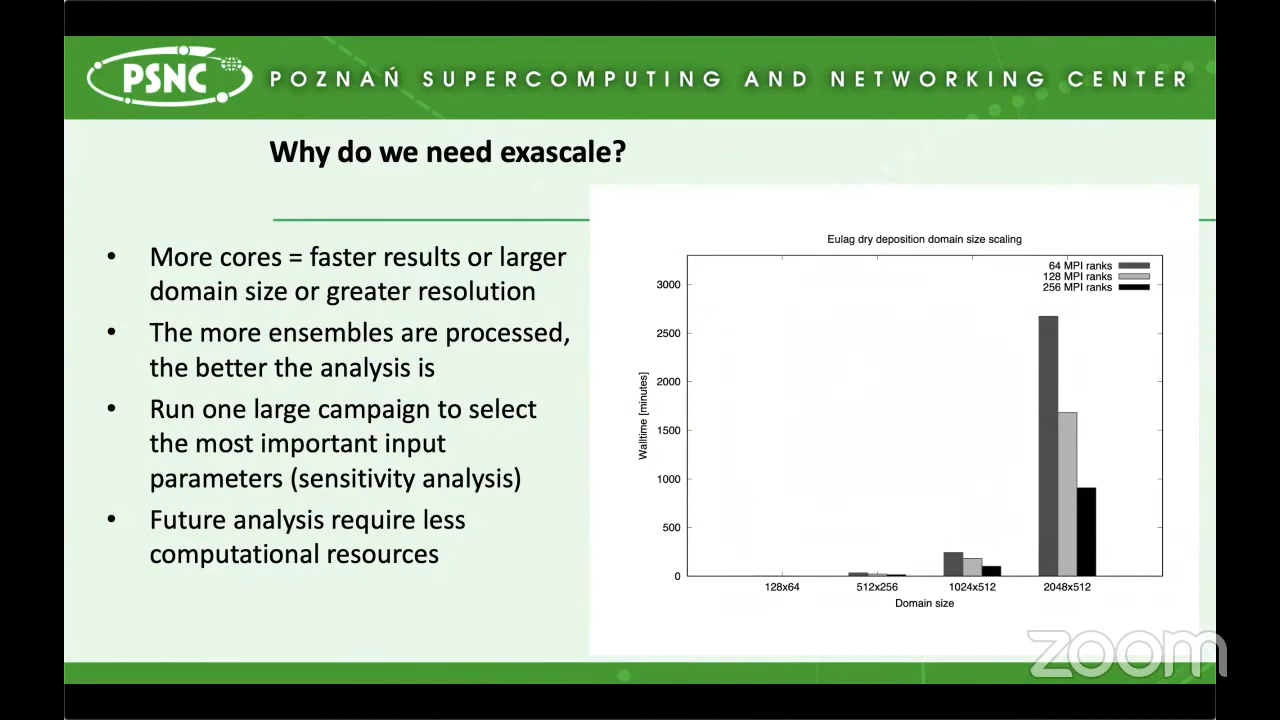 PSNC
POZNAŃ SUPERCOMPUTING AND NETWORKING CENTER
Why do we need exascale?
• More cores = faster results or larger
domain size or greater resolution
• The more ensembles are processed,
the better the analysis is
• Run one large campaign to select
the most important input
parameters (sensitivity analysis)
• Future analysis require less
computational resources
Eulag dry deposition domain size scaling
64 MPI ranks
128 MPI ranks
256 MPI ranks
3000
2500
2000
1500
1000
500
0
Walltime [minutes]
128x64 512x256 1024x512 2048x512
Domain size
zoom